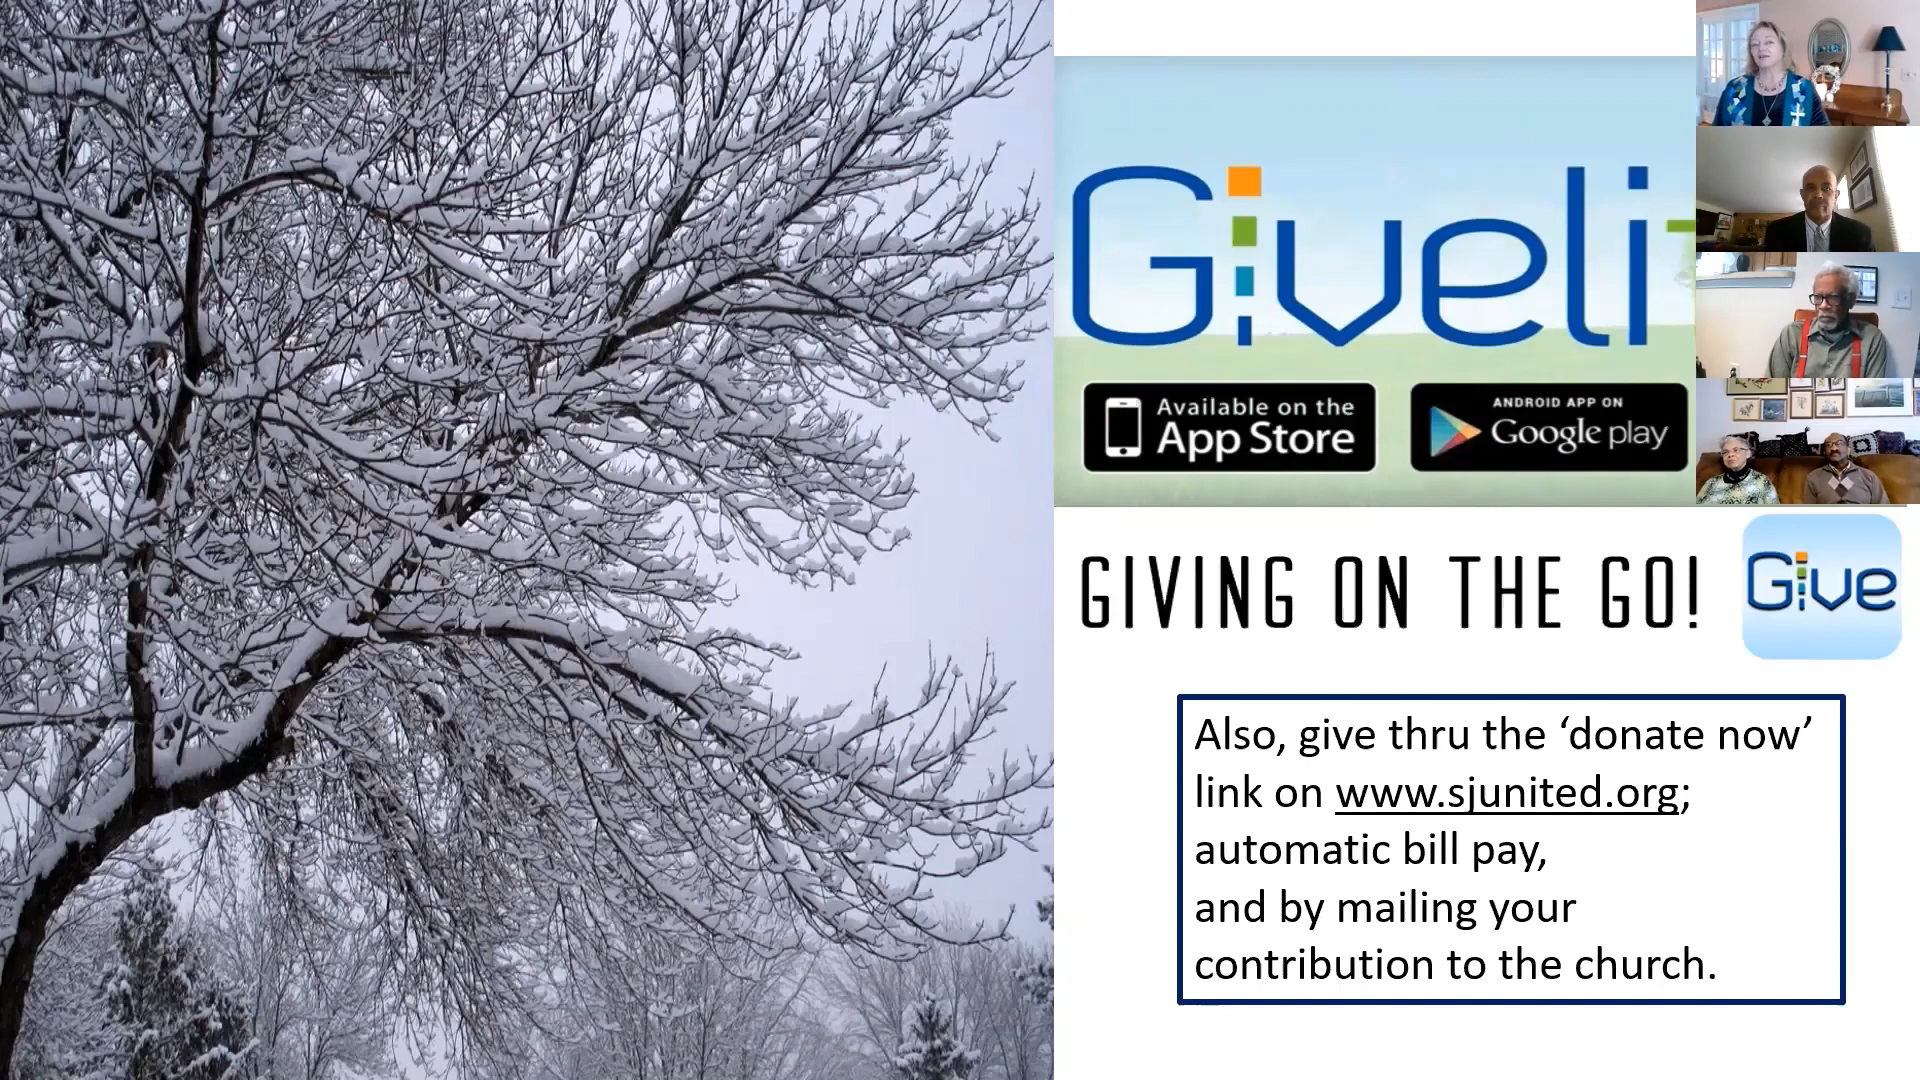 Giveli
Available on the
App Store
ANDROID APP ON
Google play
GIVING ON THE GO!
Give
Also, give thru the ‘donate now’
link on www.sjunited.org;
automatic bill pay,
and by mailing your
contribution to the church.